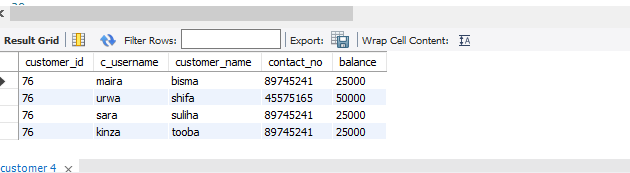 Result Grid Filter Rows: Export: Wrap Cell Content: IA
customer_id c_username customer_name contact_no balance
76 maira bisma 89745241 25000
76 urwa shifa 45575165 50000
76 sara suliha 89745241 25000
76 kinza tooba 89745241 25000
customer 4